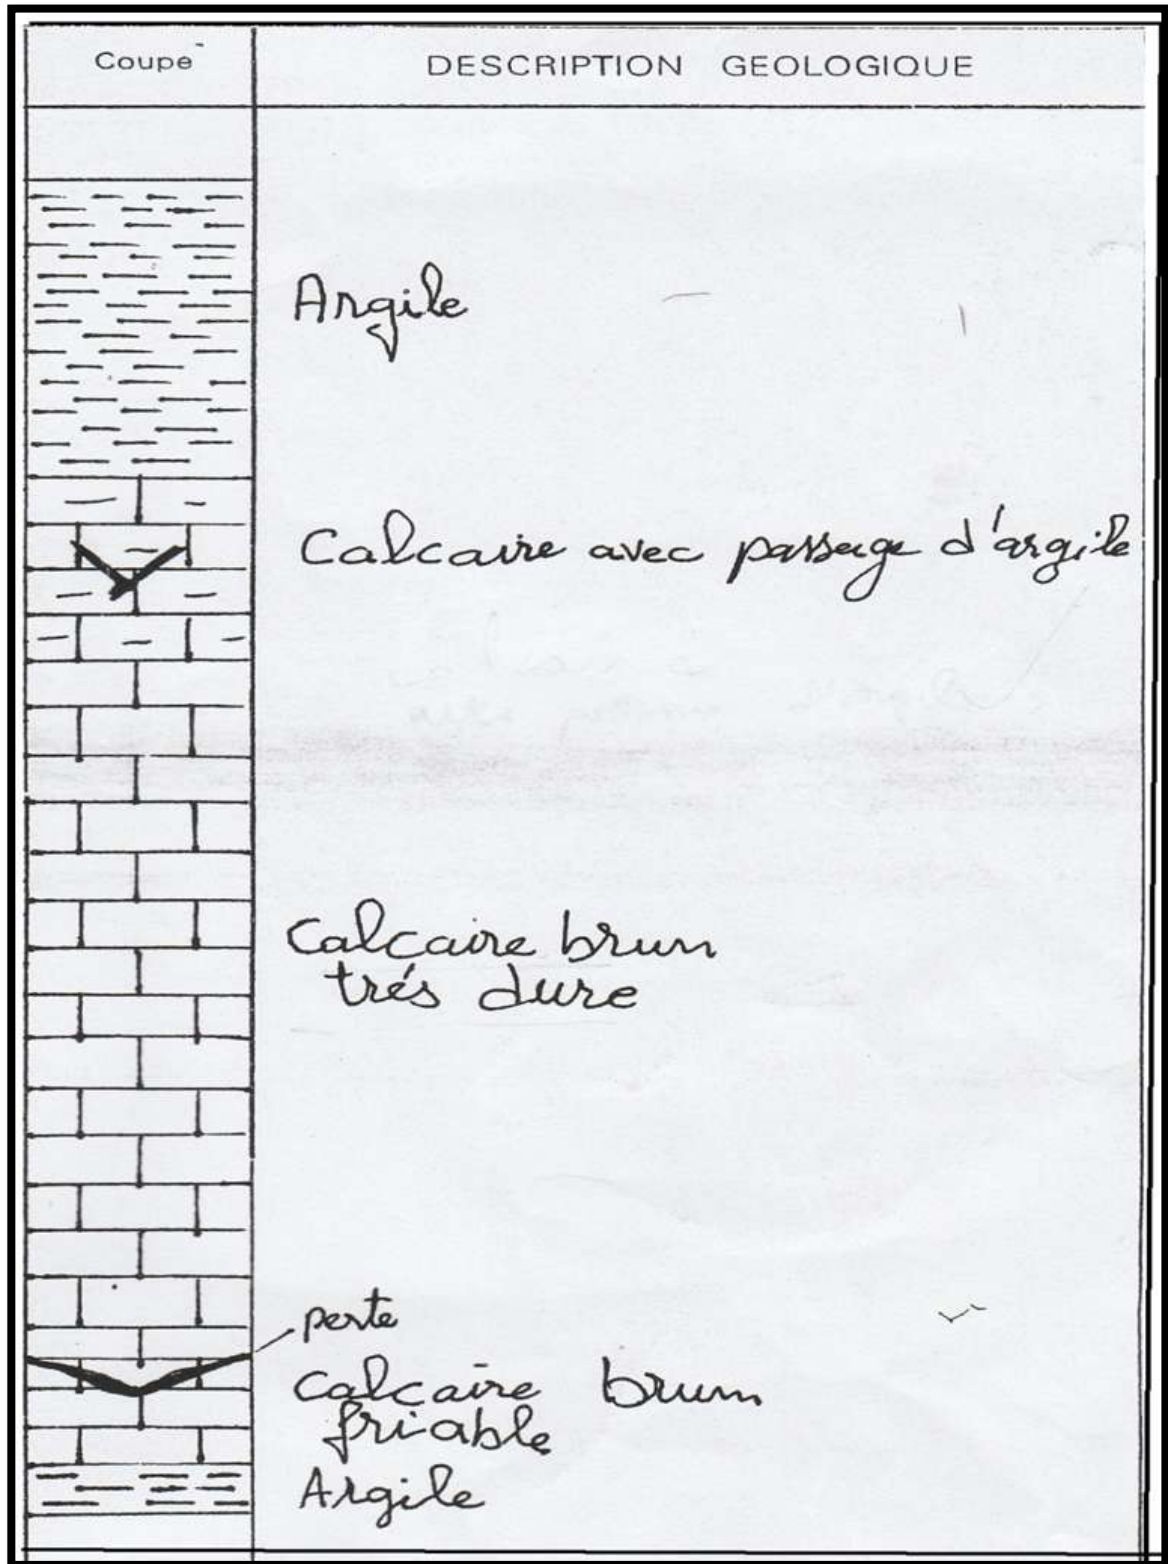 Coupe
DESCRIPTION GEOLOGIQUE
Argile
Calcaire avec passage d'argile
Calcaire brun
trés dure
perte
Calcaire brun
friable
Argile